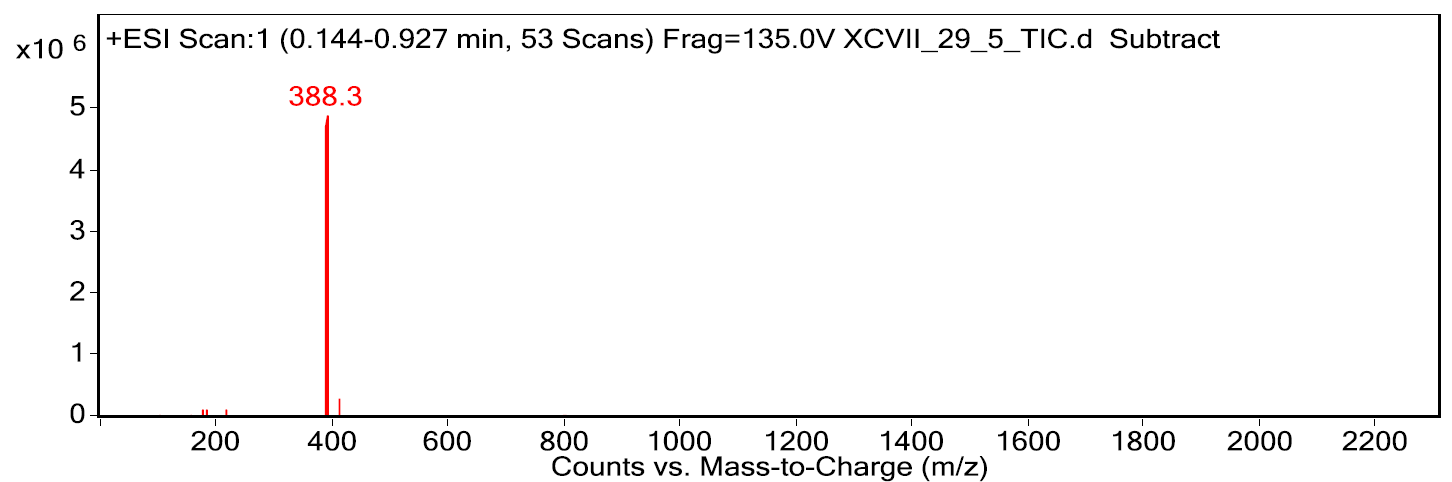 x10 6
+ESI Scan:1 (0.144-0.927 min, 53 Scans) Frag=135.0V XCVII_29_5_TIC.d  Subtract
388.3
5
4
3
2
1
0
200 400 600 800 1000 1200 1400 1600 1800 2000 2200
Counts vs. Mass-to-Charge (m/z)